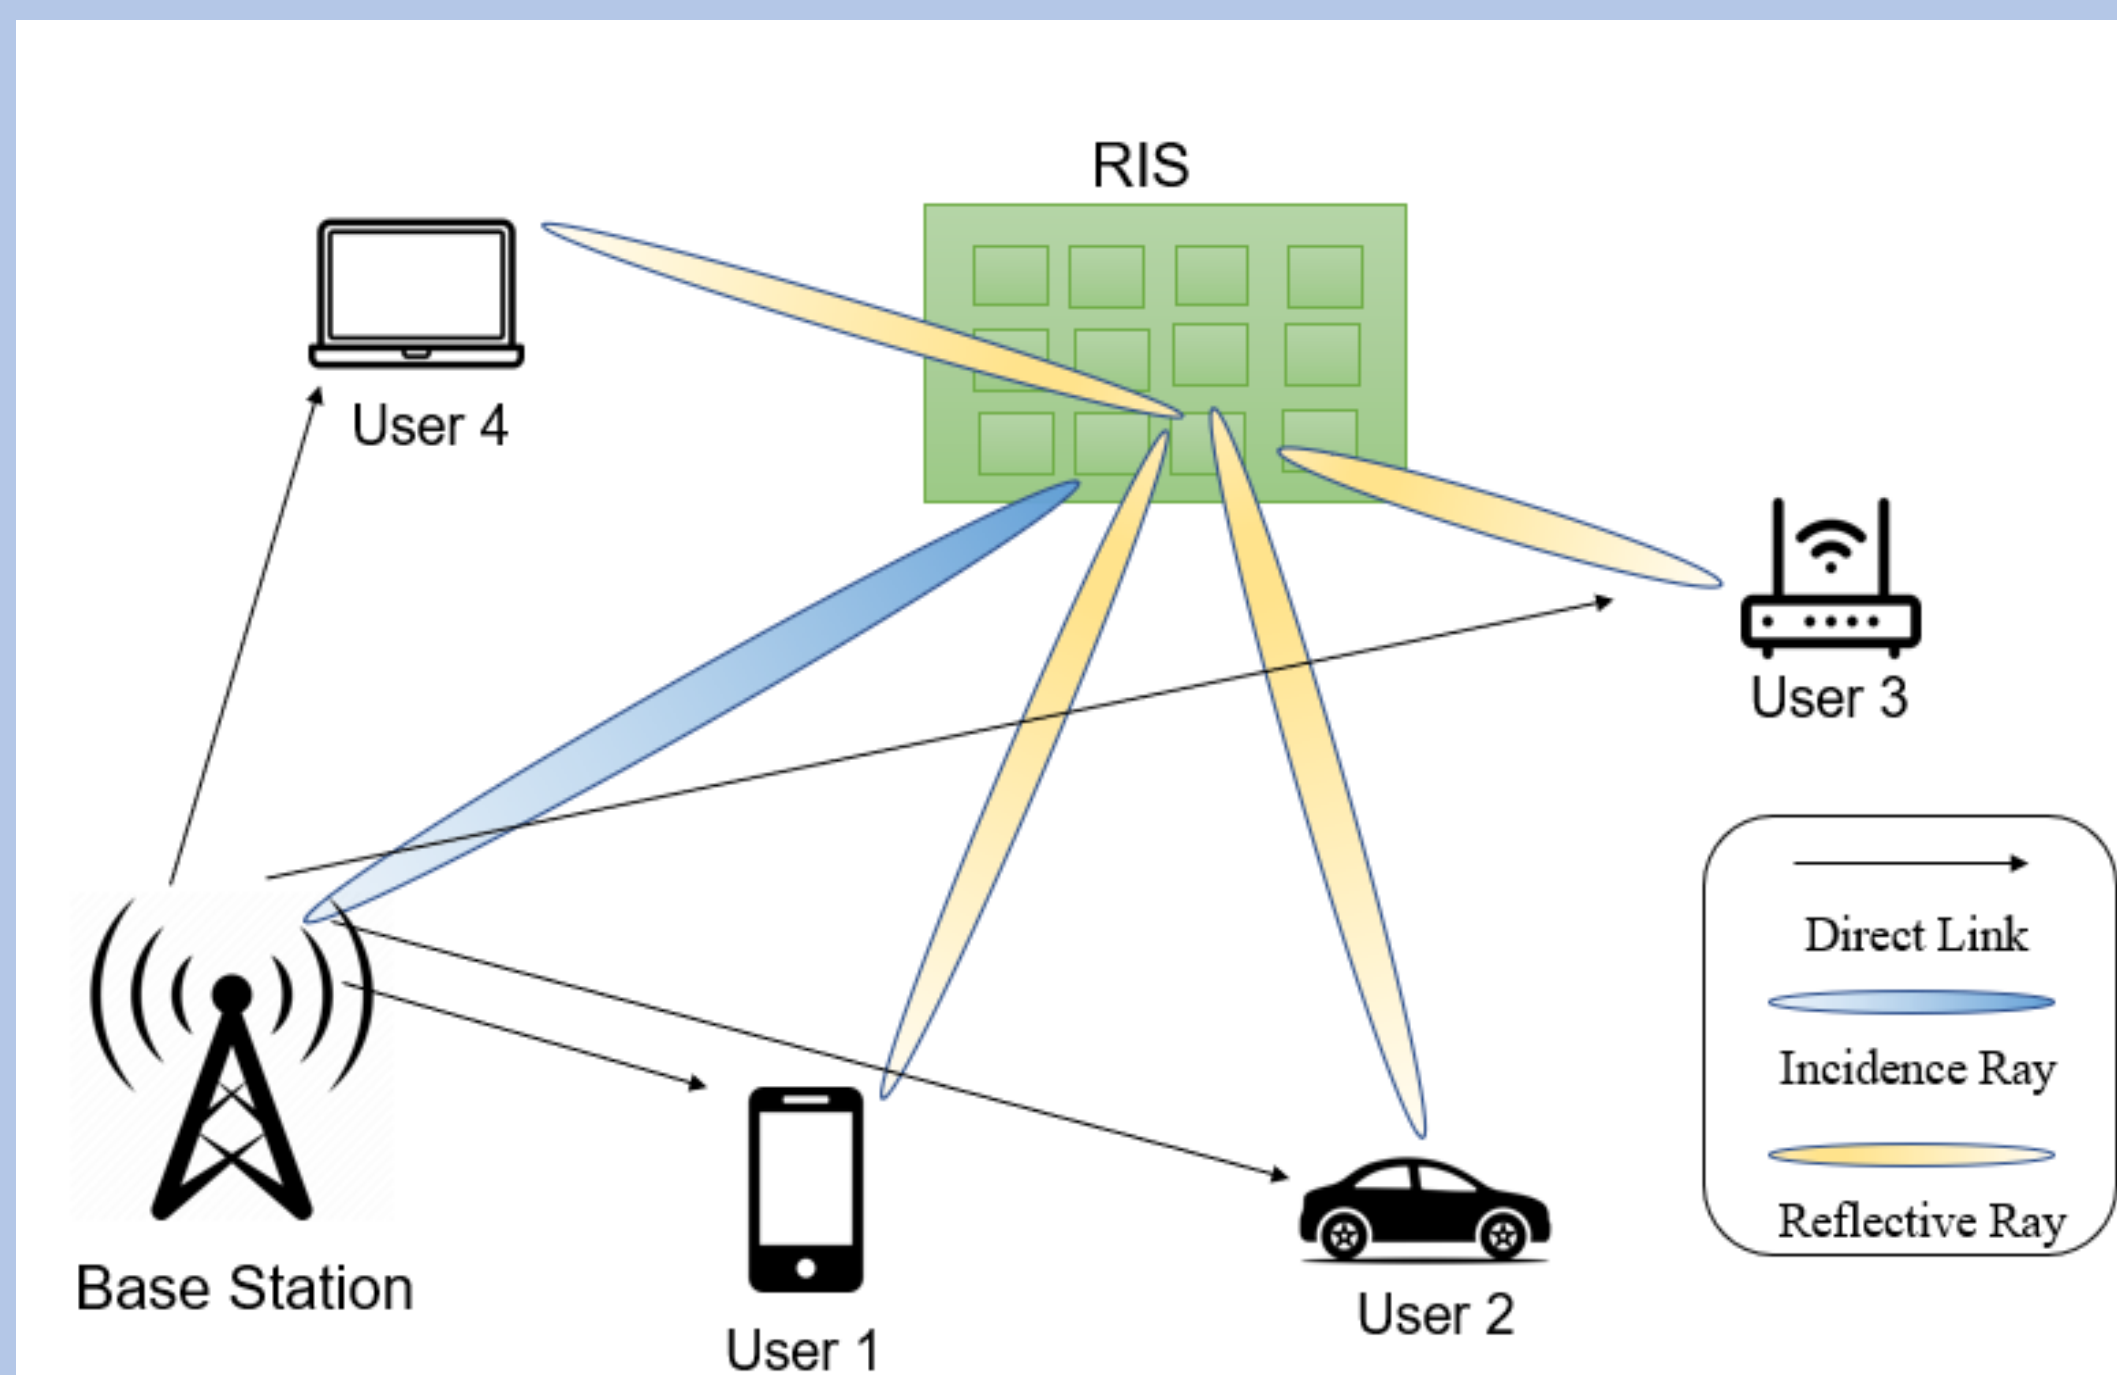 RIS
User 4
User 3
Direct Link
Incidence Ray
Reflective Ray
Base Station
User 1
User 2